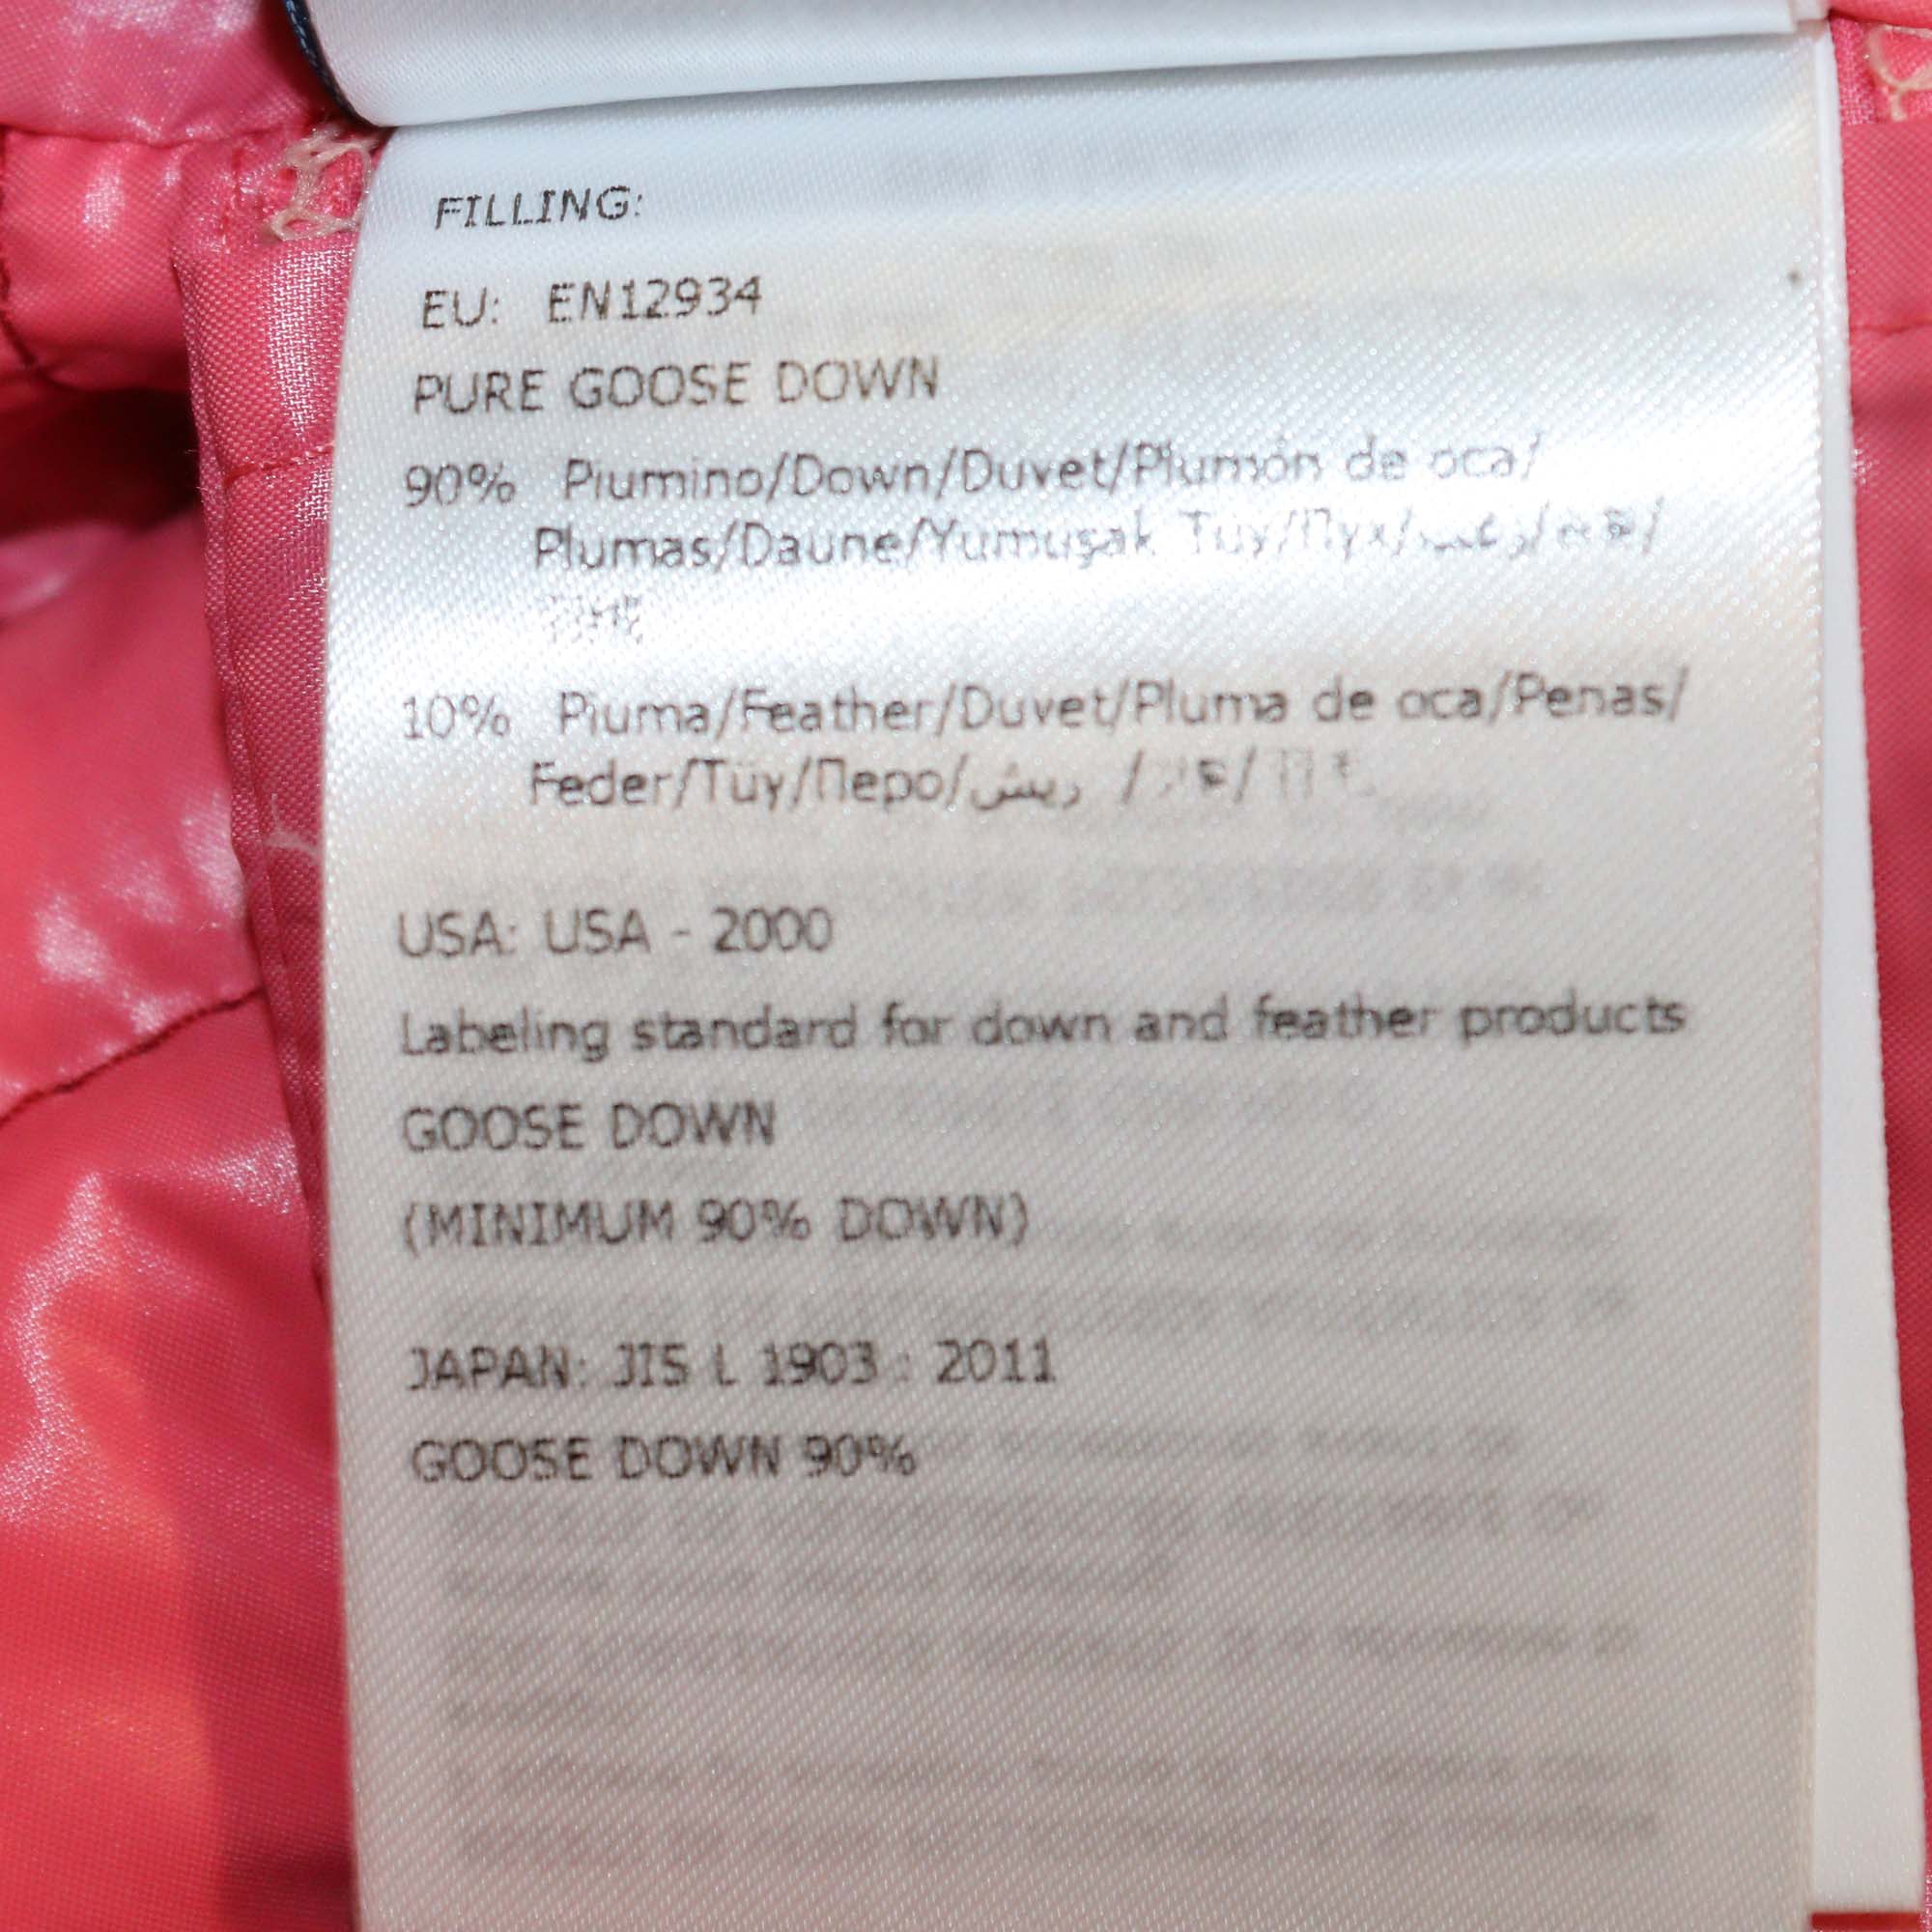 FILLING:
EU: EN12934
PURE GOOSE DOWN
90% Piumino/Down/Duvet/Plumón de oca/
Plumas/Daune/Yumuşak Tüy/Пух/
10% Piuma/Feather/Duvet/Pluma de oca/Penas/
Feder/Tüy/Перо/ريش /
USA: USA - 2000
Labeling standard for down and feather products
GOOSE DOWN
(MINIMUM 90% DOWN)
JAPAN: JIS L 1903 : 2011
GOOSE DOWN 90%